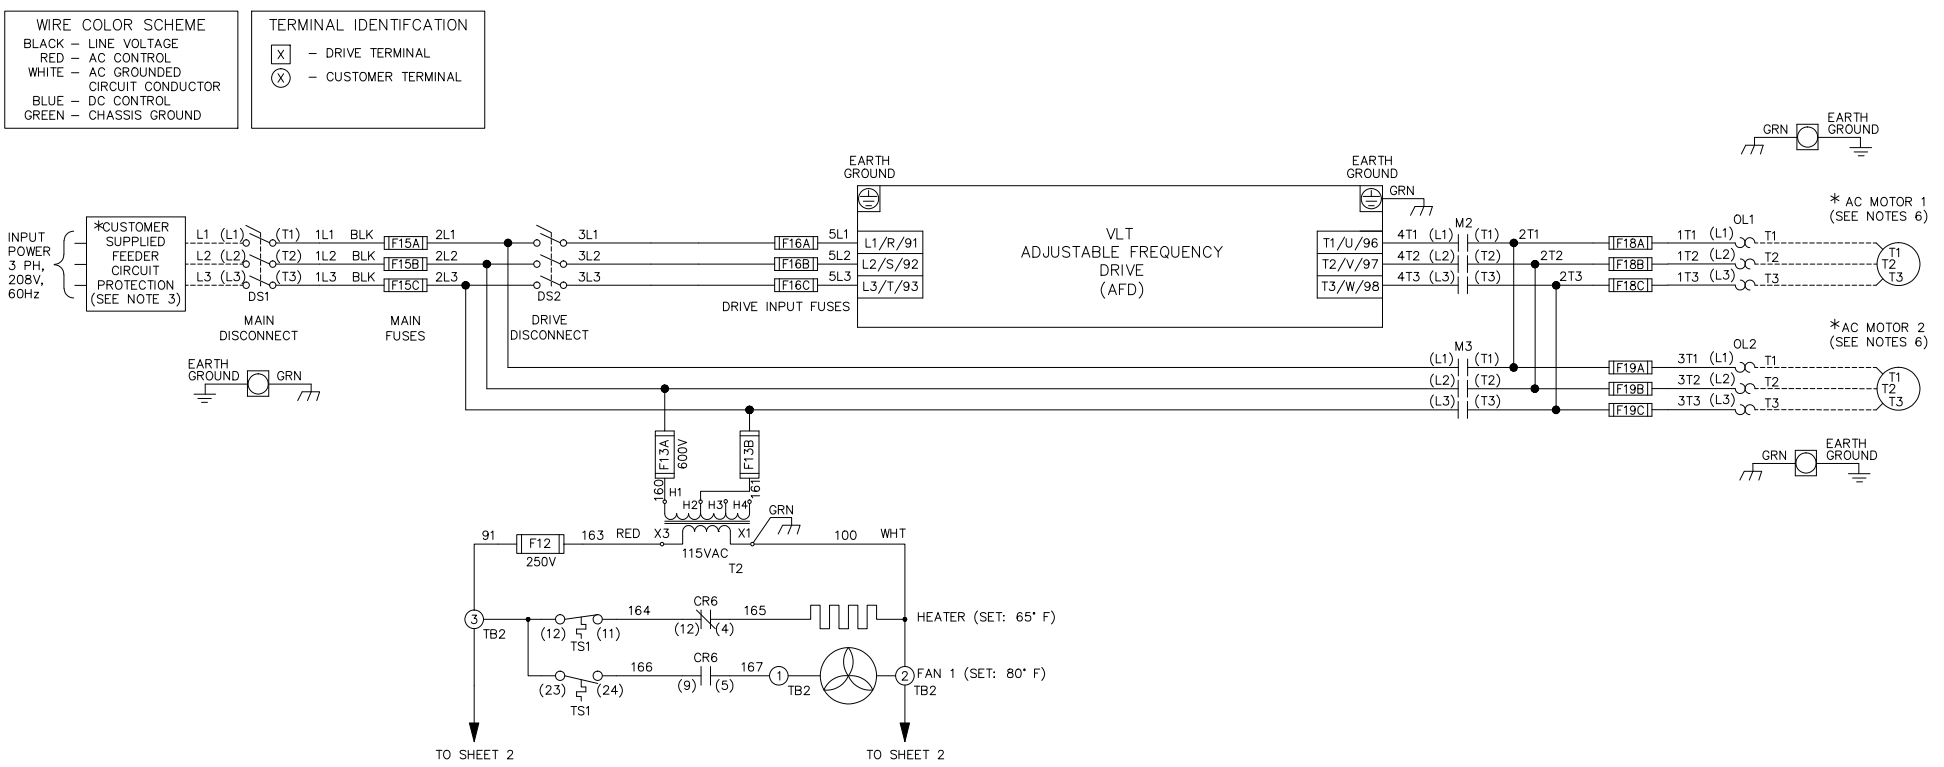 WIRE COLOR SCHEME
BLACK – LINE VOLTAGE
RED – AC CONTROL
WHITE – AC GROUNDED
CIRCUIT CONDUCTOR
BLUE – DC CONTROL
GREEN – CHASSIS GROUND
TERMINAL IDENTIFCATION
X – DRIVE TERMINAL
X – CUSTOMER TERMINAL
INPUT
POWER
3 PH,
208V,
60Hz
*CUSTOMER
SUPPLIED
FEEDER
CIRCUIT
PROTECTION
(SEE NOTE 3)
L1 (L1) (T1) 1L1 BLK F15A 2L1
L2 (L2) (T2) 1L2 BLK F15B 2L2
L3 (L3) (T3) 1L3 BLK F15C 2L3
DS1
MAIN
DISCONNECT
MAIN
FUSES
3L1
3L2
3L3
DS2
DRIVE
DISCONNECT
F16A 5L1
F16B 5L2
F16C 5L3
DRIVE INPUT FUSES
EARTH
GROUND
L1/R/91
L2/S/92
L3/T/93
VLT
ADJUSTABLE FREQUENCY
DRIVE
(AFD)
EARTH
GROUND
GRN
T1/U/96
T2/V/97
T3/W/98
M2
4T1 (L1) (T1) 2T1
4T2 (L2) (T2) 2T2
4T3 (L3) (T3) 2T3
F18A 1T1 (L1) T1
F18B 1T2 (L2) T2
F18C 1T3 (L3) T3
OL1
GRN
EARTH
GROUND
* AC MOTOR 1
(SEE NOTES 6)
T1
T2
T3
M3
(L1) (T1)
(L2) (T2)
(L3) (T3)
F19A 3T1 (L1) T1
F19B 3T2 (L2) T2
F19C 3T3 (L3) T3
OL2
*AC MOTOR 2
(SEE NOTES 6)
T1
T2
T3
GRN
EARTH
GROUND
EARTH
GROUND
GRN
F13A
600V
F13B
160
161
H1
H2 H3 H4
GRN
91 F12 163 RED X3 X1 100 WHT
250V
115VAC
T2
3
TB2
164 CR6 165
(12) (11) (12) (4)
TS1
HEATER (SET: 65° F)
166 CR6 167
(23) (24) (9) (5)
TS1
1
TB2
2
TB2
FAN 1 (SET: 80° F)
TO SHEET 2
TO SHEET 2